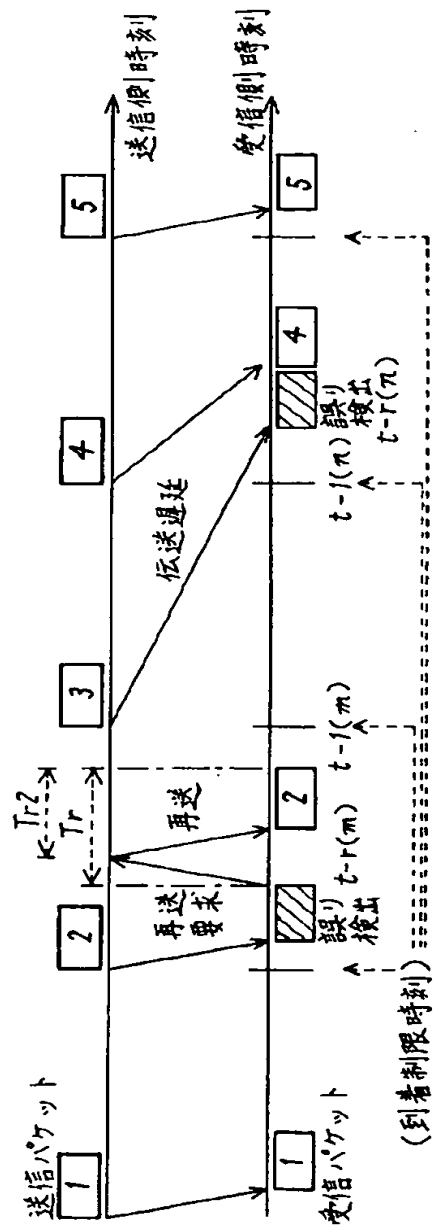 送信パケット
1
2
3
4
5
送信側時刻
Tr2
Tr
再送
要求
再送
伝送遅延
受信側時刻
1
2
4
5
受信パケット
誤り
検出
t-r(m)
t-l(m)
t-l(n)
誤り
検出
t-r(n)
(到着制限時刻)